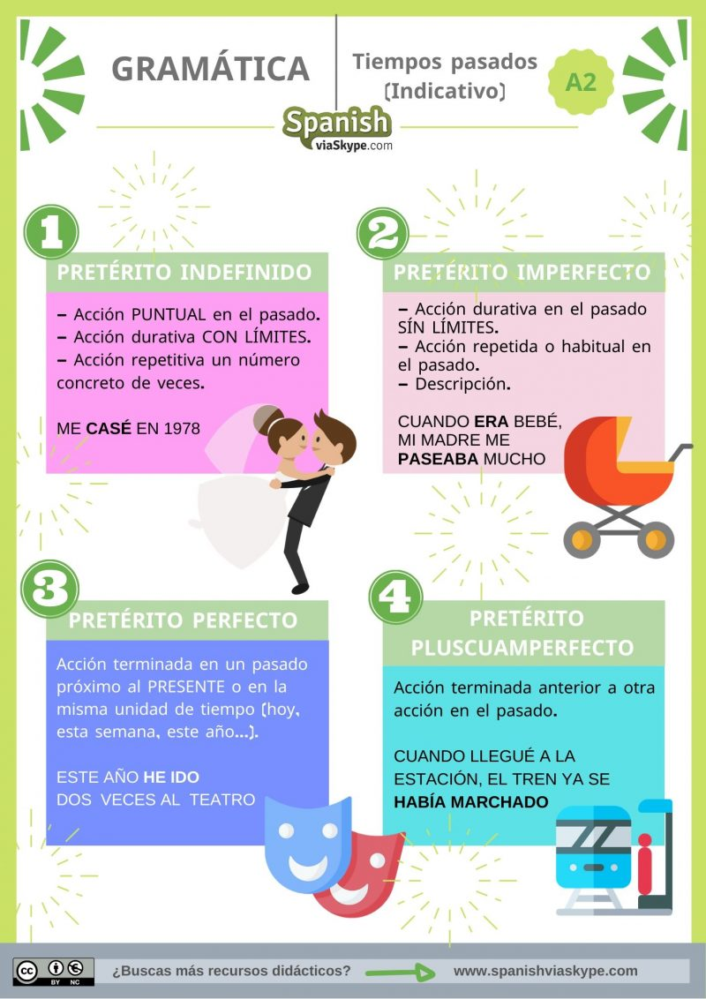 GRAMÁTICA
Tiempos pasados
(Indicativo)
A2
Spanish
viaSkype.com
1
PRETÉRITO INDEFINIDO
– Acción PUNTUAL en el pasado.
– Acción durativa CON LÍMITES.
– Acción repetitiva un número
concreto de veces.
ME CASÉ EN 1978
2
PRETÉRITO IMPERFECTO
– Acción durativa en el pasado
SÍN LÍMITES.
– Acción repetida o habitual en
el pasado.
– Descripción.
CUANDO ERA BEBÉ,
MI MADRE ME
PASEABA MUCHO
3
PRETÉRITO PERFECTO
Acción terminada en un pasado
próximo al PRESENTE o en la
misma unidad de tiempo (hoy,
esta semana, este año...).
ESTE AÑO HE IDO
DOS VECES AL TEATRO
4
PRETÉRITO
PLUSCUAMPERFECTO
Acción terminada anterior a otra
acción en el pasado.
CUANDO LLEGUÉ A LA
ESTACIÓN, EL TREN YA SE
HABÍA MARCHADO
cc
BY NC
¿Buscas más recursos didácticos?
www.spanishviaskype.com